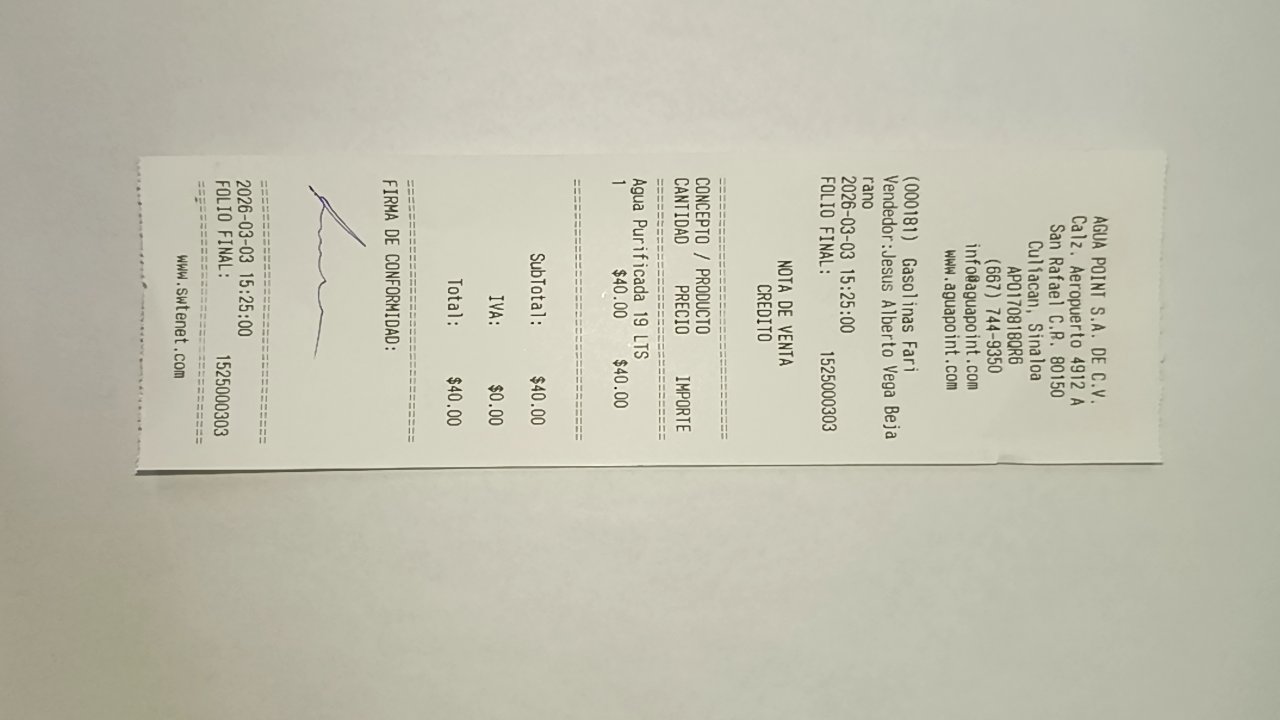 AGUA POINT S.A. DE C.V.
Calz. Aeropuerto 4912 A
San Rafael C.P. 80150
Culiacan, Sinaloa
APO170818QR6
(667) 744-9350
info@aguapoint.com
www.aguapoint.com
(000181) Gasolinas Fari
Vendedor:Jesus Alberto Vega Beja
rano
2026-03-03 15:25:00
FOLIO FINAL: 1525000303
NOTA DE VENTA
CREDITO
================================
CONCEPTO / PRODUCTO
CANTIDAD PRECIO IMPORTE
================================
Agua Purificada 19 LTS
1 $40.00 $40.00
================================
SubTotal: $40.00
IVA: $0.00
Total: $40.00
================================
FIRMA DE CONFORMIDAD:
================================
2026-03-03 15:25:00
FOLIO FINAL: 1525000303
================================
www.swtenet.com